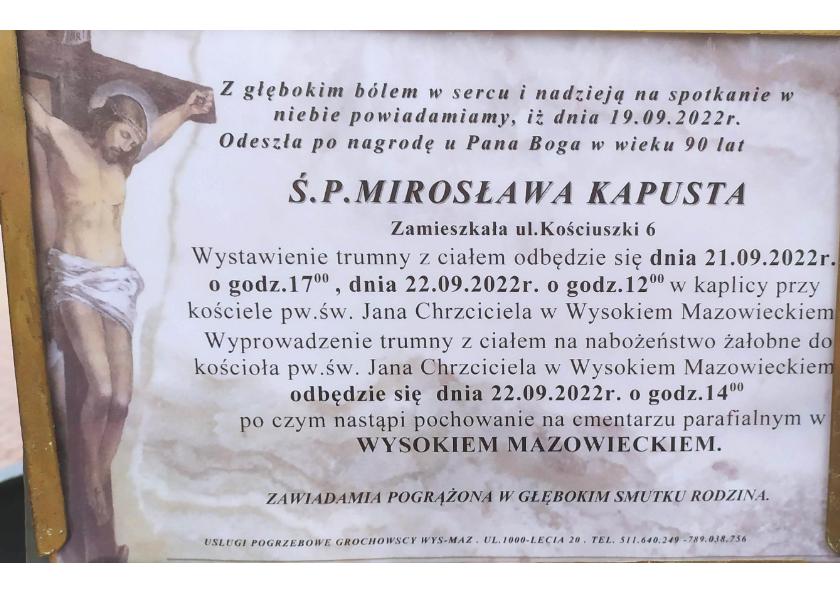 Z głębokim bólem w sercu i nadzieją na spotkanie w
niebie powiadamiamy, iż dnia 19.09.2022r.
Odeszła po nagrodę u Pana Boga w wieku 90 lat
Ś.P.MIROSŁAWA KAPUSTA
Zamieszkała ul.Kościuszki 6
Wystawienie trumny z ciałem odbędzie się dnia 21.09.2022r.
o godz.17⁰⁰ , dnia 22.09.2022r. o godz.12⁰⁰ w kaplicy przy
kościele pw.św. Jana Chrzciciela w Wysokiem Mazowieckiem
Wyprowadzenie trumny z ciałem na nabożeństwo żałobne do
kościoła pw.św. Jana Chrzciciela w Wysokiem Mazowieckiem
odbędzie się dnia 22.09.2022r. o godz.14⁰⁰
po czym nastąpi pochowanie na cmentarzu parafialnym w
WYSOKIEM MAZOWIECKIEM.
ZAWIADAMIA POGRĄŻONA W GŁĘBOKIM SMUTKU RODZINA.
USŁUGI POGRZEBOWE GROCHOWSCY WYS-MAZ . UL.1000-LECIA 20 . TEL. 511.640.249 -789.038.756